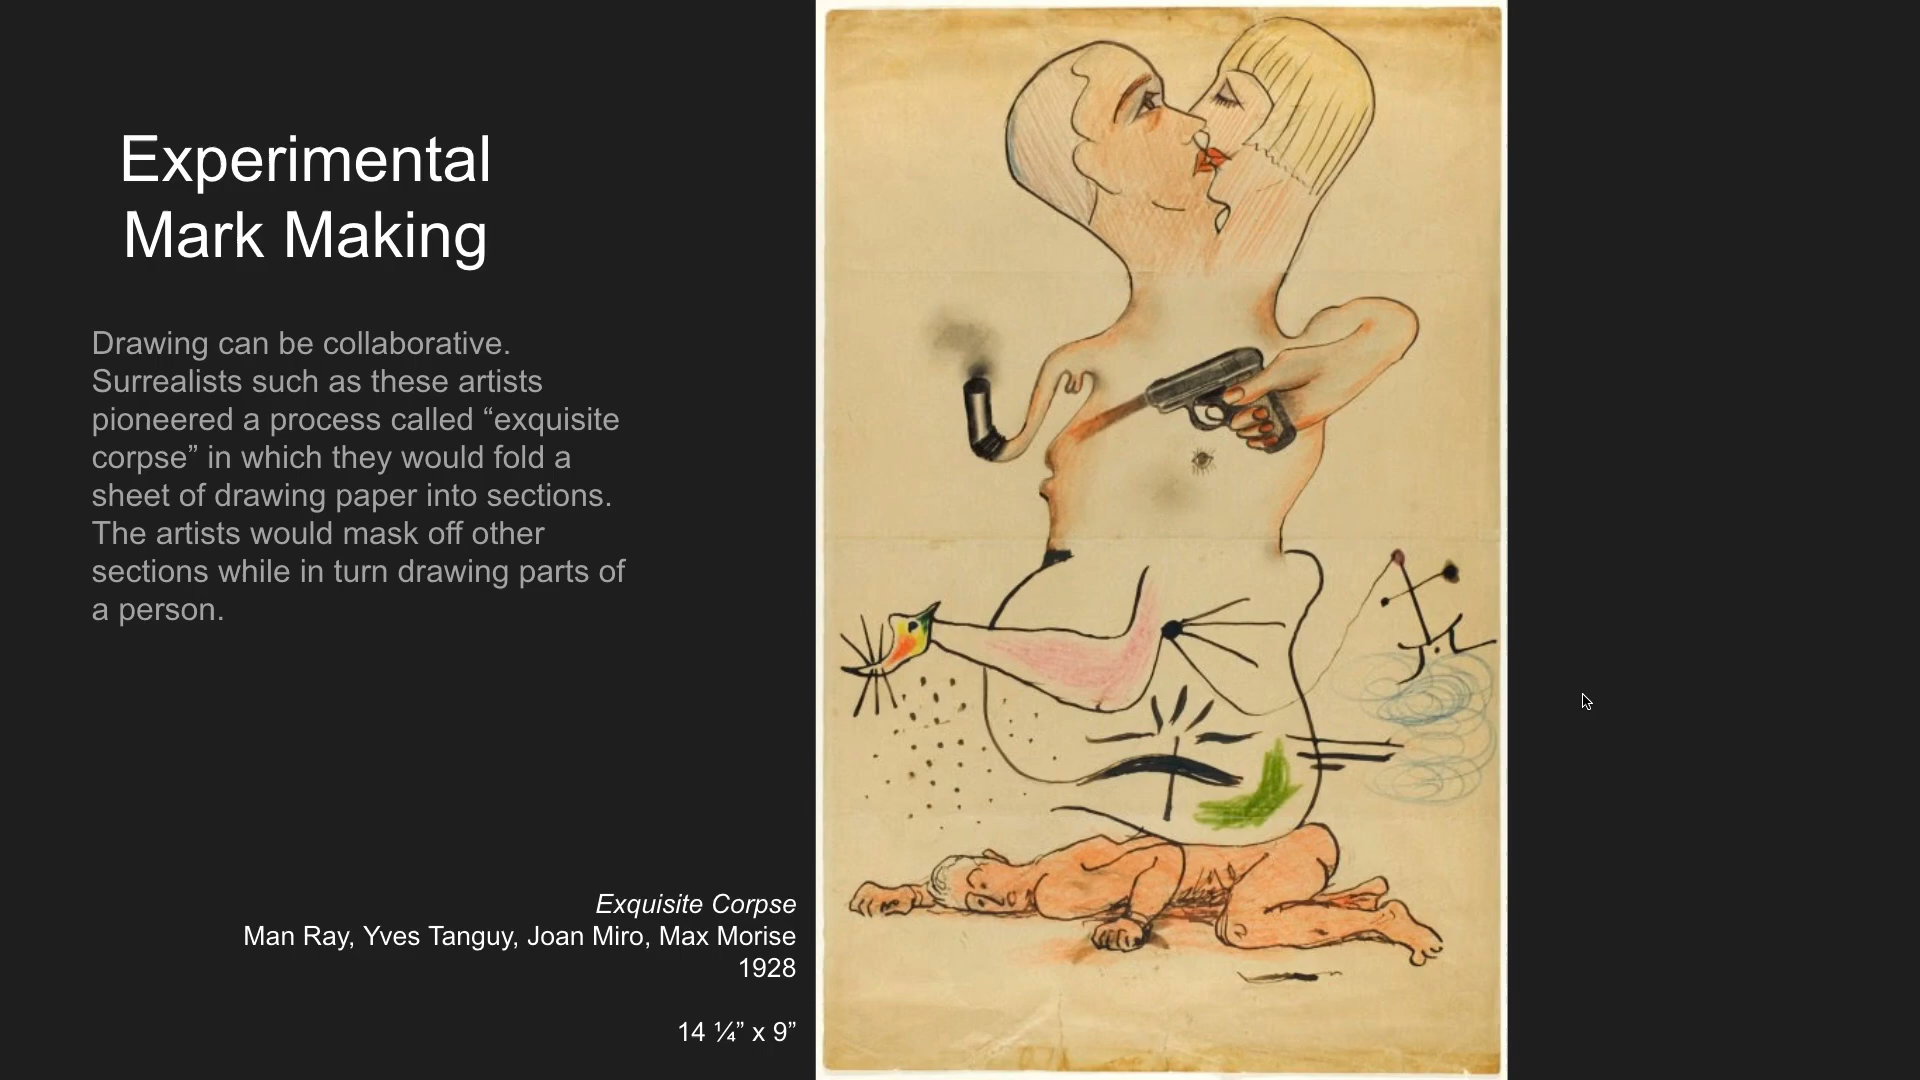 Experimental
Mark Making
Drawing can be collaborative.
Surrealists such as these artists
pioneered a process called “exquisite
corpse” in which they would fold a
sheet of drawing paper into sections.
The artists would mask off other
sections while in turn drawing parts of
a person.
Exquisite Corpse
Man Ray, Yves Tanguy, Joan Miro, Max Morise
1928
14 ¼” x 9”